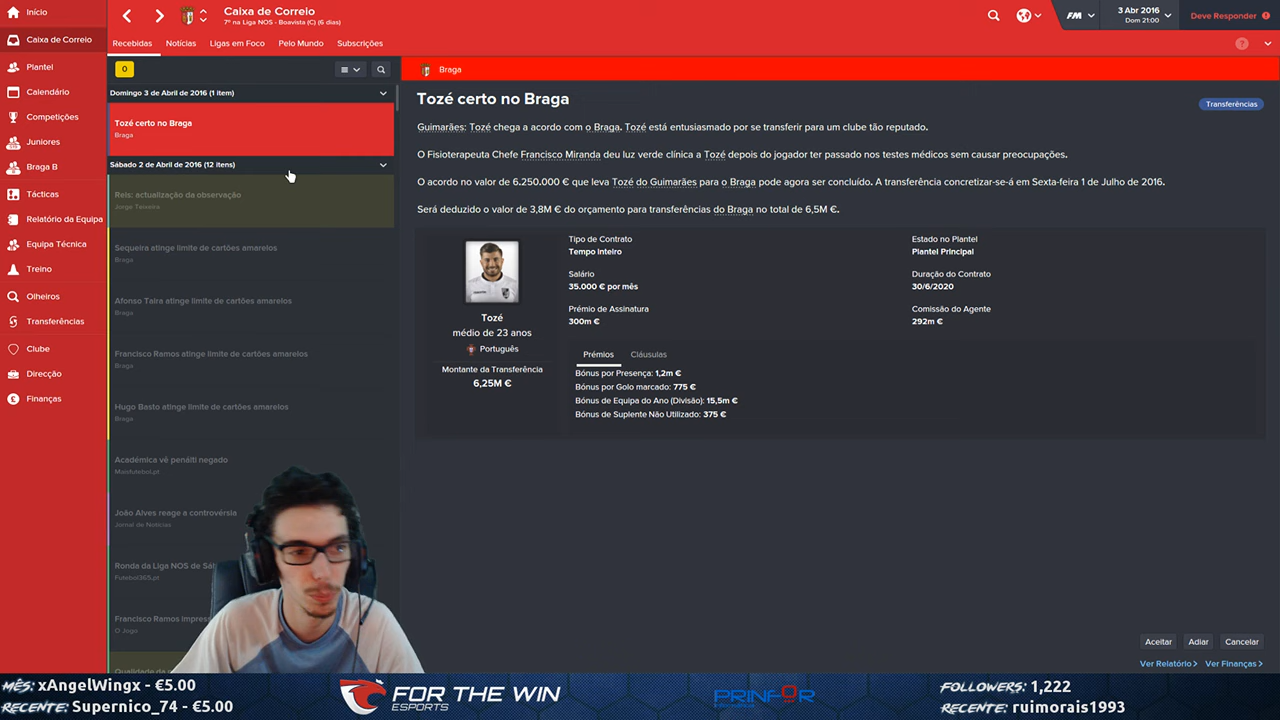 Início
Caixa de Correio
Plantel
Calendário
Competições
Juniores
Braga B
Tácticas
Relatório da Equipa
Equipa Técnica
Treino
Olheiros
Transferências
Clube
Direcção
Finanças
Caixa de Correio
7º na Liga NOS - Boavista (C) (6 dias)
FM
3 Abr 2016
Dom 21:00
Deve Responder
Recebidas
Notícias
Ligas em Foco
Pelo Mundo
Subscrições
0
Domingo 3 de Abril de 2016 (1 item)
Tozé certo no Braga
Braga
Sábado 2 de Abril de 2016 (12 itens)
Reis: actualização da observação
Jorge Teixeira
Sequeira atinge limite de cartões amarelos
Braga
Afonso Taira atinge limite de cartões amarelos
Braga
Francisco Ramos atinge limite de cartões amarelos
Braga
Hugo Basto atinge limite de cartões amarelos
Braga
Académica vê penálti negado
Maisfutebol.pt
João Alves reage a controvérsia
Jornal de Notícias
Ronda da Liga NOS de Sá
Futebol365.pt
Francisco Ramos impres
O Jogo
Qualidade da
Braga
Tozé certo no Braga
Transferências
Guimarães: Tozé chega a acordo com o Braga. Tozé está entusiasmado por se transferir para um clube tão reputado.
O Fisioterapeuta Chefe Francisco Miranda deu luz verde clínica a Tozé depois do jogador ter passado nos testes médicos sem causar preocupações.
O acordo no valor de 6.250.000 € que leva Tozé do Guimarães para o Braga pode agora ser concluído. A transferência concretizar-se-á em Sexta-feira 1 de Julho de 2016.
Será deduzido o valor de 3,8M € do orçamento para transferências do Braga no total de 6,5M €.
Tozé
médio de 23 anos
Português
Montante da Transferência
6,25M €
Tipo de Contrato
Tempo Inteiro
Salário
35.000 € por mês
Prémio de Assinatura
300m €
Estado no Plantel
Plantel Principal
Duração do Contrato
30/6/2020
Comissão do Agente
292m €
Prémios
Cláusulas
Bónus por Presença: 1,2m €
Bónus por Golo marcado: 775 €
Bónus de Equipa do Ano (Divisão): 15,5m €
Bónus de Suplente Não Utilizado: 375 €
Aceitar
Adiar
Cancelar
Ver Relatório >
Ver Finanças >
MÊS: xAngelWingx - €5.00
RECENTE: Supernico_74 - €5.00
FOR THE WIN
ESPORTS
PRINFOR
FOLLOWERS: 1,222
RECENTE: ruimorais1993